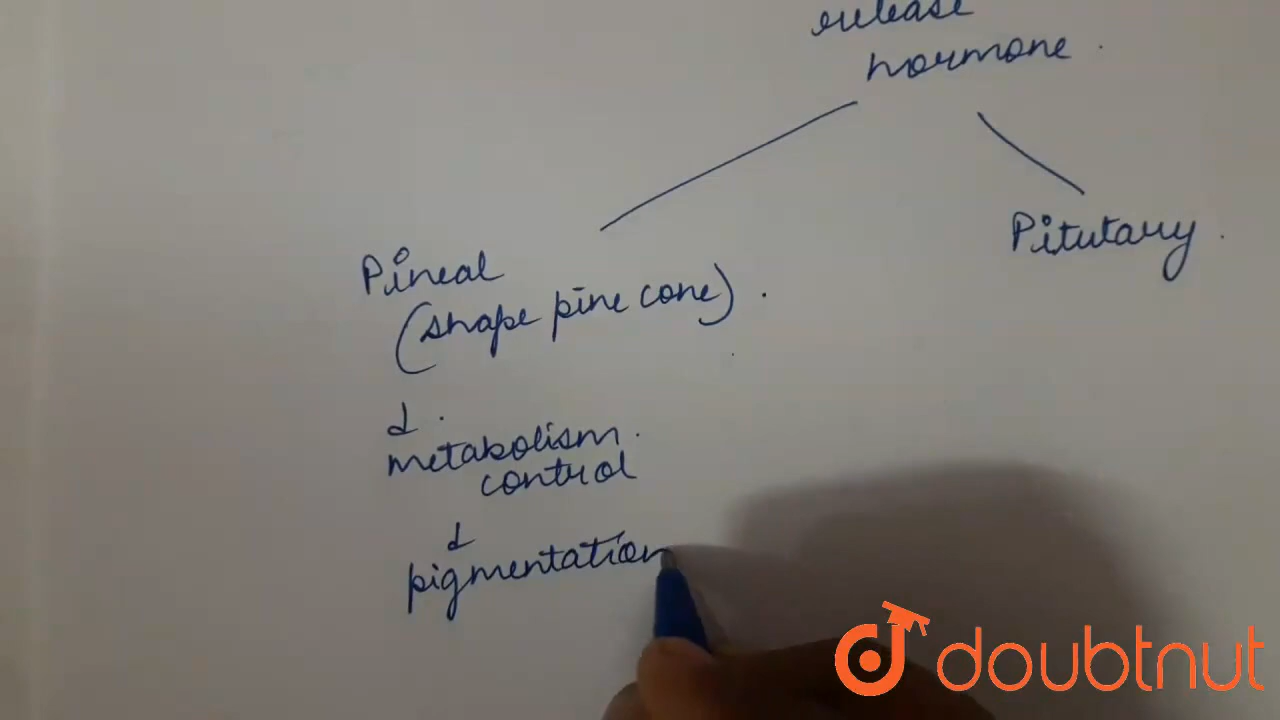 release
hormone.
Pineal
(shape pine cone).
Pitutary.
metabolism.
control
pigmentation
doubtnut